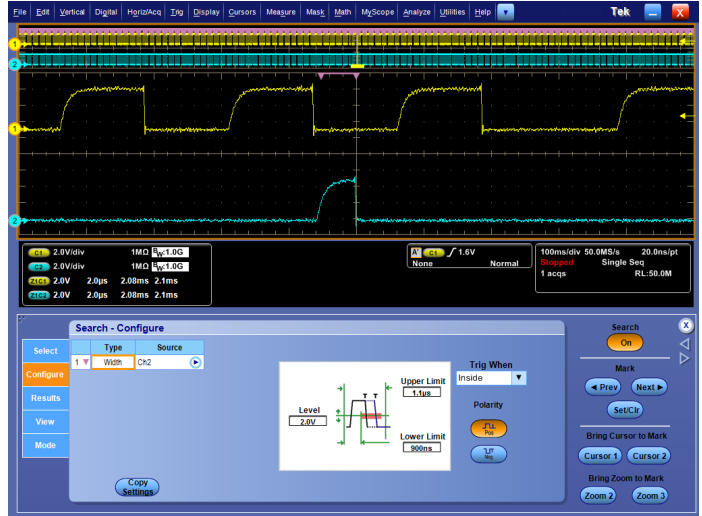 File Edit Vertical Digital Horiz/Acq Trig Display Cursors Measure Mask Math MyScope Analyze Utilities Help ▼ Tek X
1
2
1
2
C1 2.0V/div 1MΩ BW:1.0G
C2 2.0V/div 1MΩ BW:1.0G
Z1C1 2.0V 2.0µs 2.08ms 2.1ms
Z1C2 2.0V 2.0µs 2.08ms 2.1ms
A' C1 1.6V
None Normal
100ms/div 50.0MS/s 20.0ns/pt
Stopped Single Seq
1 acqs RL:50.0M
Search - Configure
Select
Configure
Results
View
Mode
Type Source
1 Width Ch2
Copy Settings
Level
2.0V
T T
Upper Limit
1.1µs
Lower Limit
900ns
Trig When
Inside
Polarity
Pos
Neg
Search X
On
Mark
◄ Prev Next ►
Set/Clr
Bring Cursor to Mark
Cursor 1 Cursor 2
Bring Zoom to Mark
Zoom 2 Zoom 3